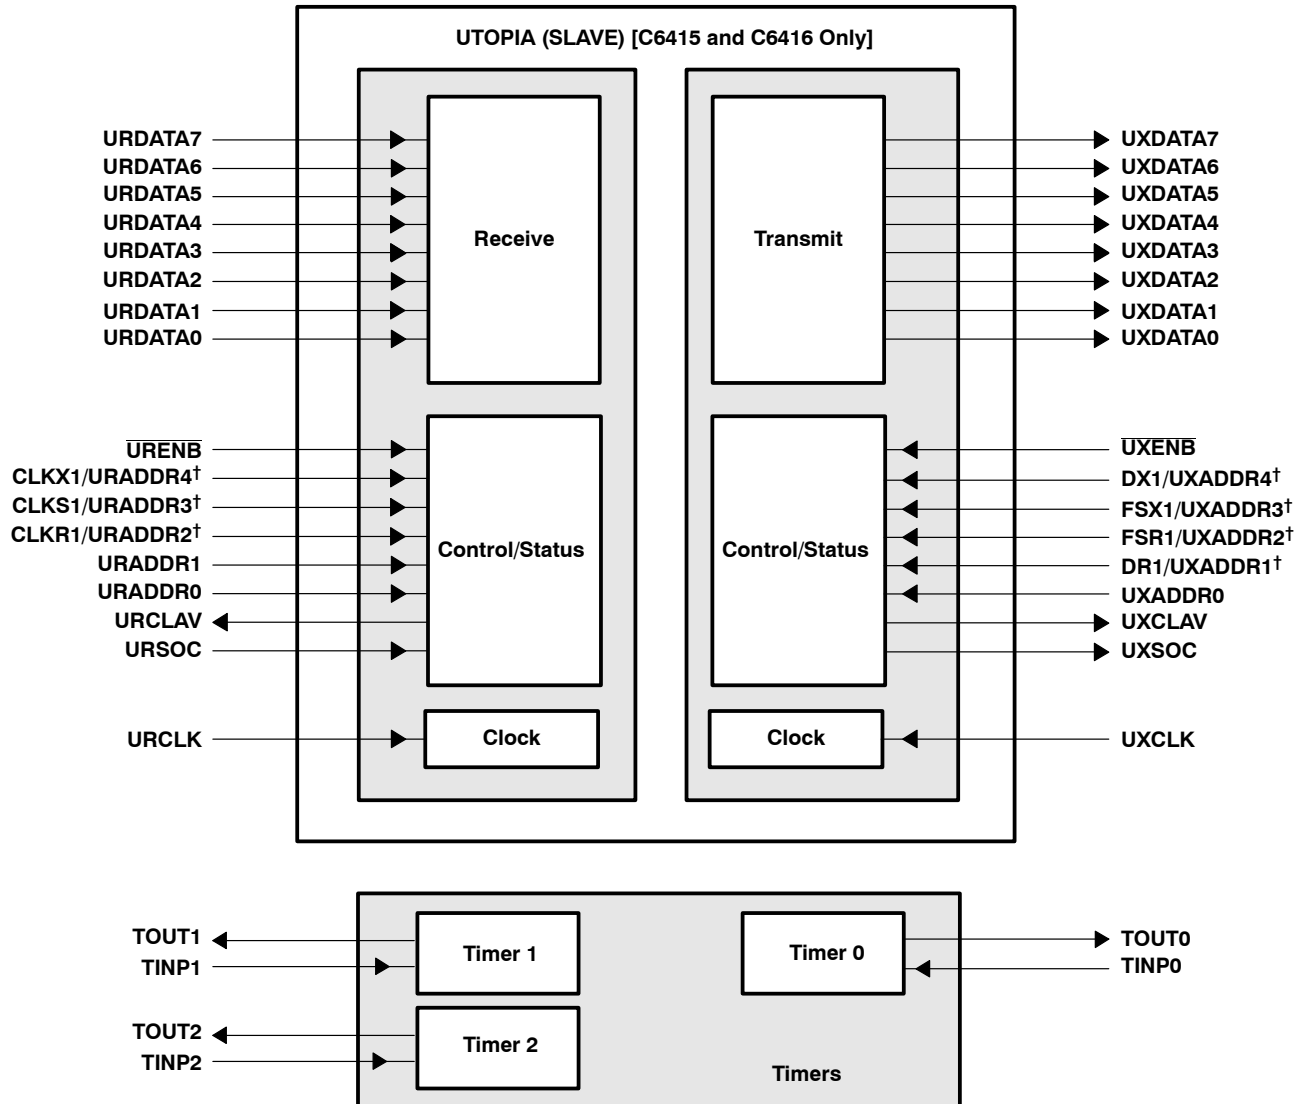 UTOPIA (SLAVE) [C6415 and C6416 Only]
URDATA7
URDATA6
URDATA5
URDATA4
URDATA3
URDATA2
URDATA1
URDATA0
Receive
Transmit
UXDATA7
UXDATA6
UXDATA5
UXDATA4
UXDATA3
UXDATA2
UXDATA1
UXDATA0
URENB
CLKX1/URADDR4†
CLKS1/URADDR3†
CLKR1/URADDR2†
URADDR1
URADDR0
URCLAV
URSOC
Control/Status
Control/Status
UXENB
DX1/UXADDR4†
FSX1/UXADDR3†
FSR1/UXADDR2†
DR1/UXADDR1†
UXADDR0
UXCLAV
UXSOC
URCLK
Clock
Clock
UXCLK
TOUT1
TINP1
Timer 1
Timer 0
TOUT0
TINP0
TOUT2
TINP2
Timer 2
Timers